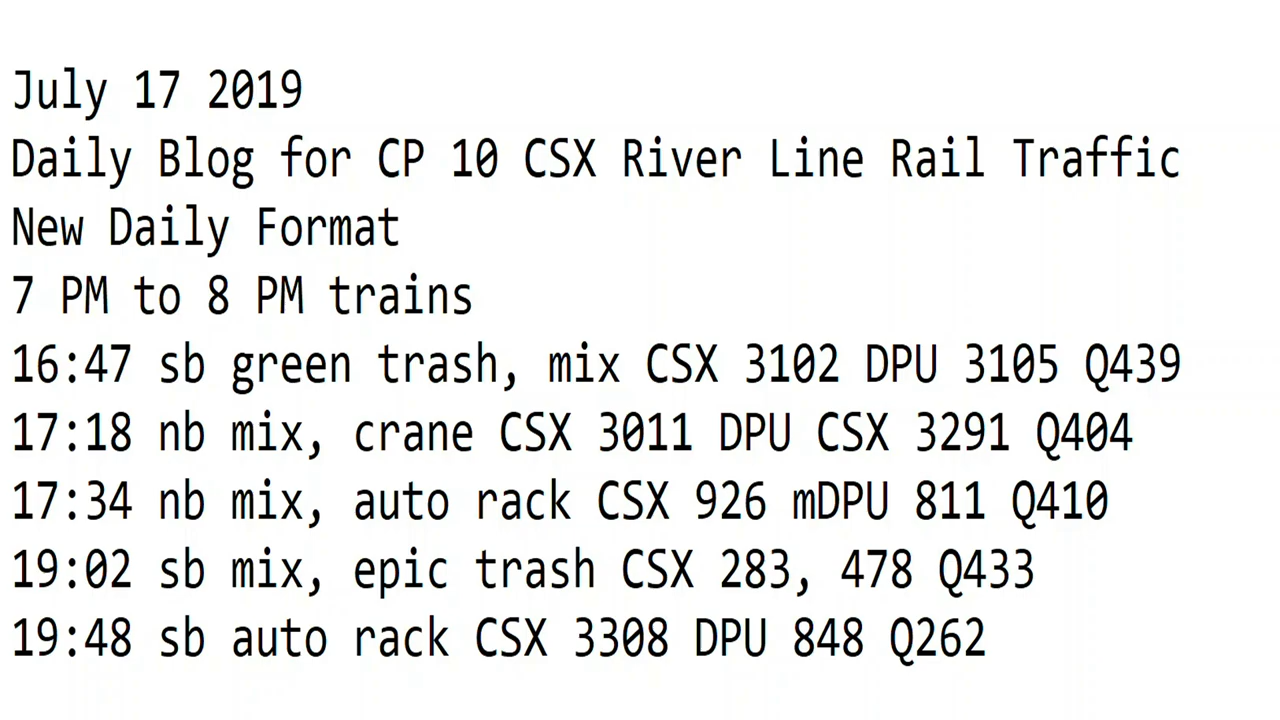 July 17 2019
Daily Blog for CP 10 CSX River Line Rail Traffic
New Daily Format
7 PM to 8 PM trains
16:47 sb green trash, mix CSX 3102 DPU 3105 Q439
17:18 nb mix, crane CSX 3011 DPU CSX 3291 Q404
17:34 nb mix, auto rack CSX 926 mDPU 811 Q410
19:02 sb mix, epic trash CSX 283, 478 Q433
19:48 sb auto rack CSX 3308 DPU 848 Q262